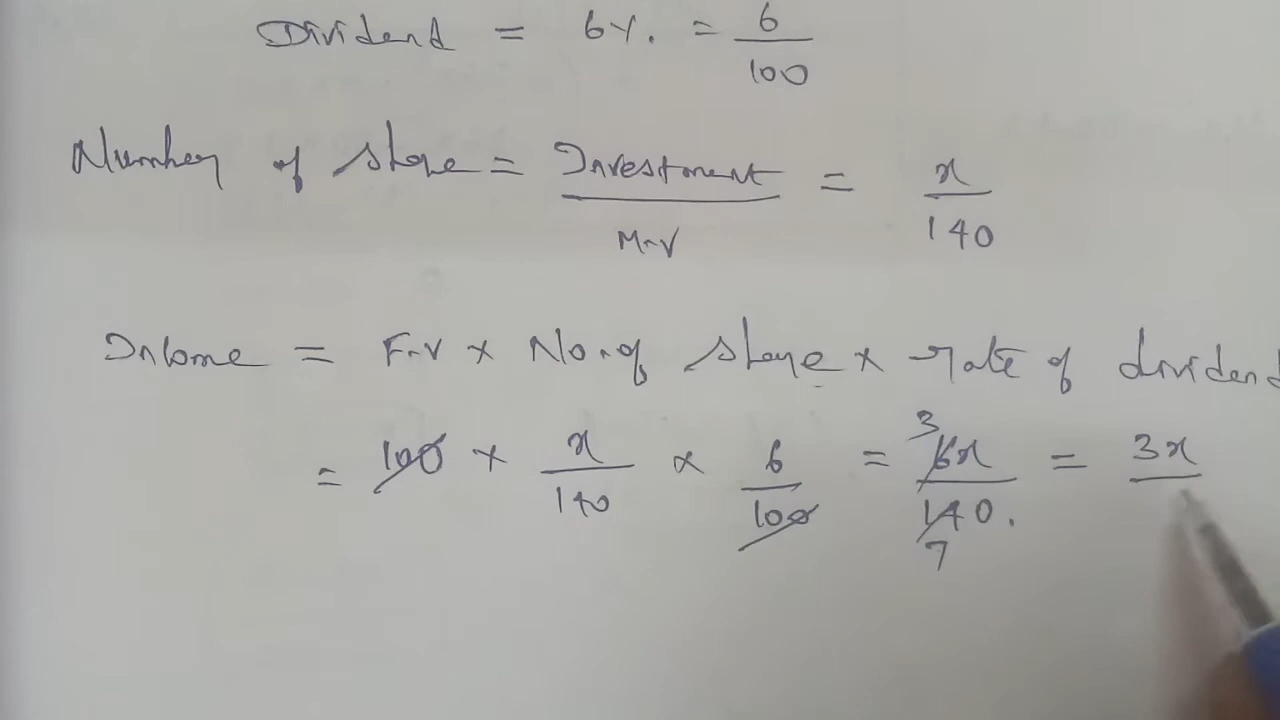 Dividend = 6%. = 6/100
Number of share = Investment/M.V = x/140
Income = F.V × No. of share × rate of dividend
= 100 × x/140 × 6/100 = 6x/140. = 3x
3
7